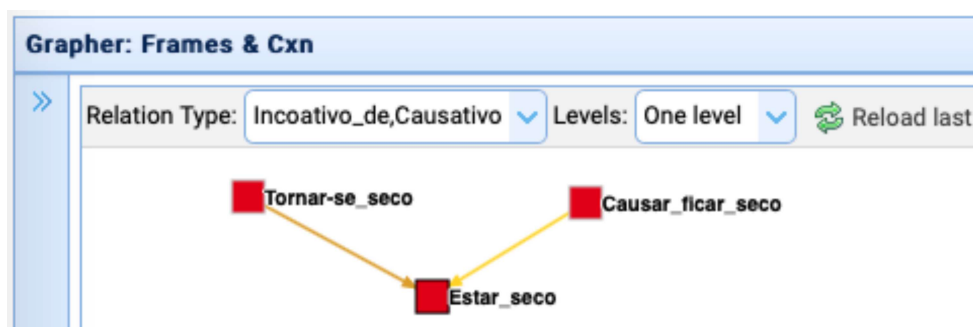 Grapher: Frames & Cxn
Relation Type: Incoativo_de,Causativo Levels: One level Reload last
Tornar-se_seco Causar_ficar_seco
Estar_seco